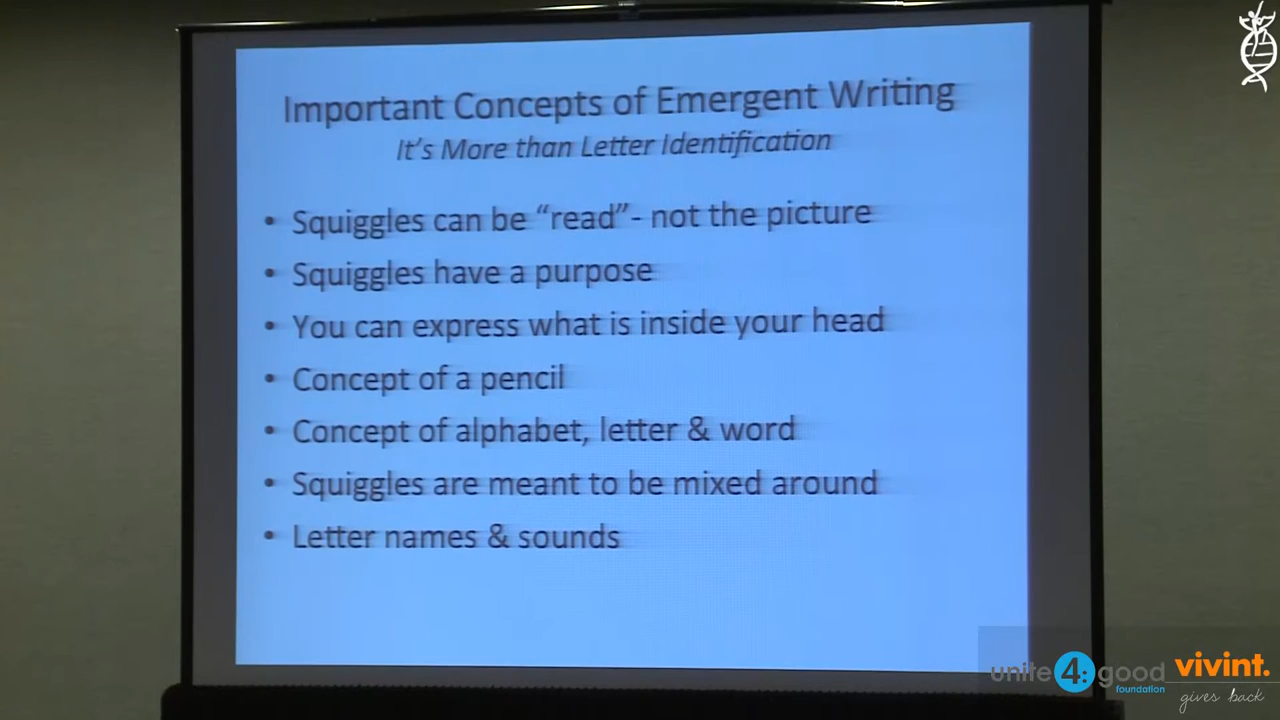 Important Concepts of Emergent Writing
It's More than Letter Identification
• Squiggles can be “read”- not the picture
• Squiggles have a purpose
• You can express what is inside your head
• Concept of a pencil
• Concept of alphabet, letter & word
• Squiggles are meant to be mixed around
• Letter names & sounds
unite 4: good
foundation
vivint.
gives back